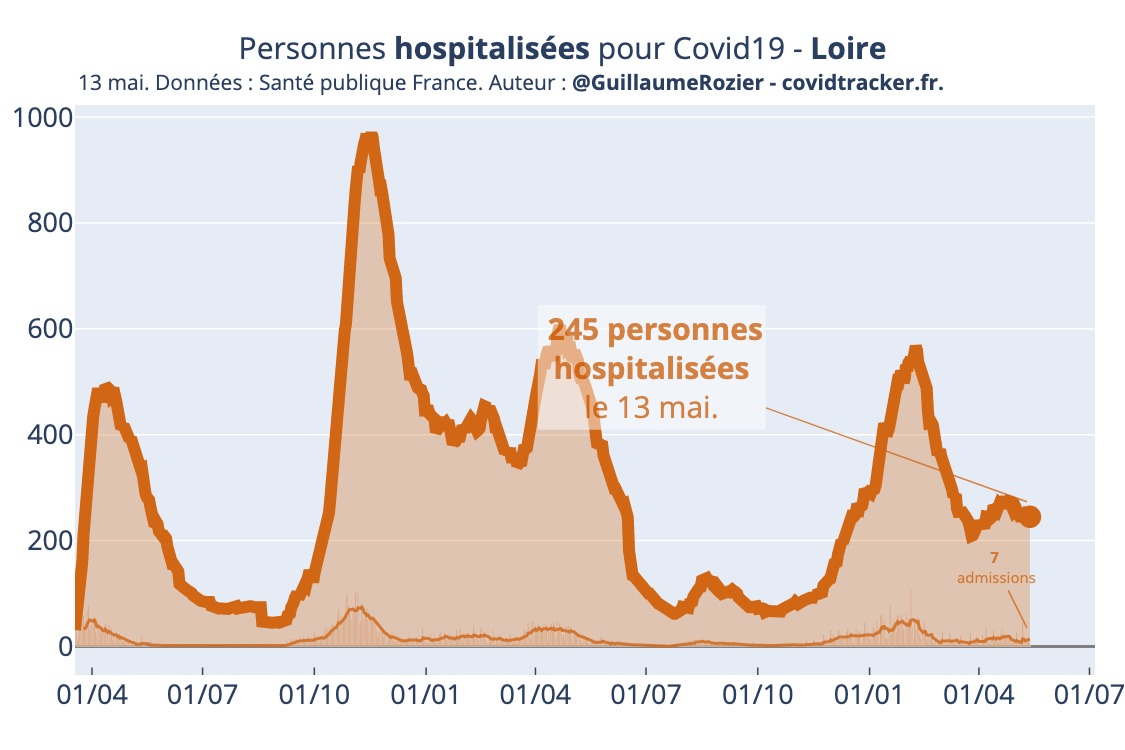 Personnes hospitalisées pour Covid19 - Loire
13 mai. Données : Santé publique France. Auteur : @GuillaumeRozier - covidtracker.fr.
1000
800
600
400
200
0
245 personnes
hospitalisées
le 13 mai.
7
admissions
01/04 01/07 01/10 01/01 01/04 01/07 01/10 01/01 01/04 01/07